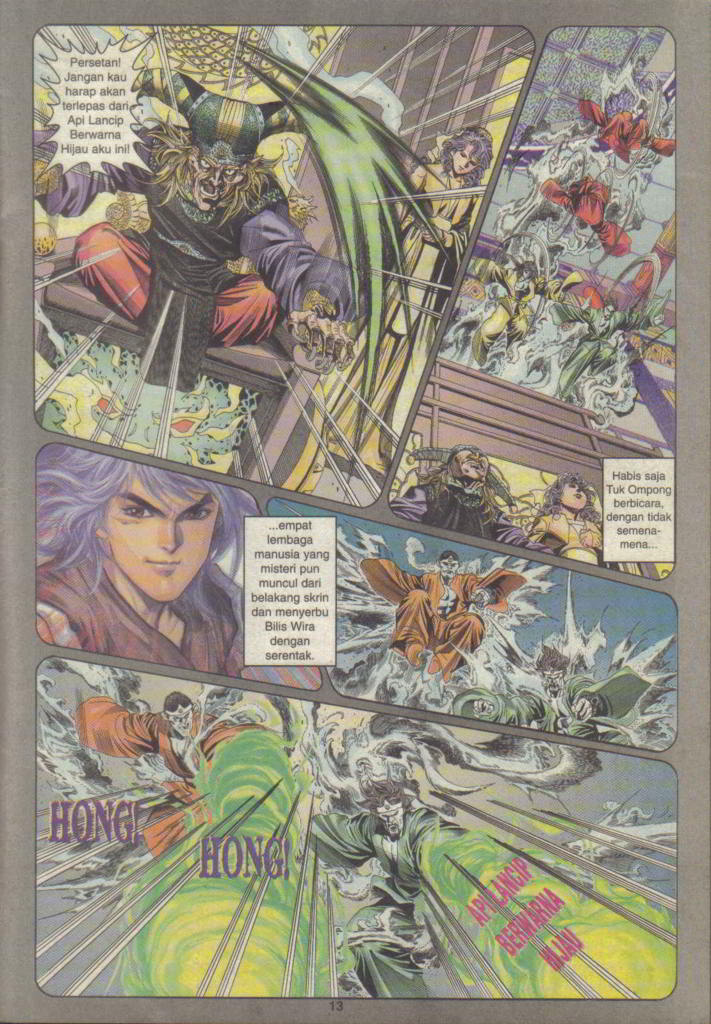 Persetan!
Jangan kau
harap akan
terlepas dari
Api Lancip
Berwarna
Hijau aku ini!
Habis saja
Tuk Ompong
berbicara,
dengan tidak
semena-
mena...
...empat
lembaga
manusia yang
misteri pun
muncul dari
belakang skrin
dan menyerbu
Bilis Wira
dengan
serentak.
HONG!
HONG!
API LANCIP
BERWARNA
HIJAU
13